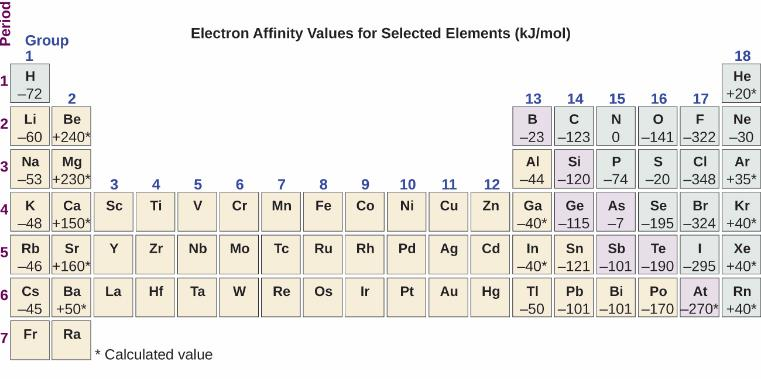 Period
Electron Affinity Values for Selected Elements (kJ/mol)
Group
1 18
1 H He
–72 +20*
2 13 14 15 16 17
2 Li Be B C N O F Ne
–60 +240* –23 –123 0 –141 –322 –30
3 Na Mg Al Si P S Cl Ar
–53 +230* –44 –120 –74 –20 –348 +35*
3 4 5 6 7 8 9 10 11 12
4 K Ca Sc Ti V Cr Mn Fe Co Ni Cu Zn Ga Ge As Se Br Kr
–48 +150* –40* –115 –7 –195 –324 +40*
5 Rb Sr Y Zr Nb Mo Tc Ru Rh Pd Ag Cd In Sn Sb Te I Xe
–46 +160* –40* –121 –101 –190 –295 +40*
6 Cs Ba La Hf Ta W Re Os Ir Pt Au Hg Tl Pb Bi Po At Rn
–45 +50* –50 –101 –101 –170 –270* +40*
7 Fr Ra
* Calculated value